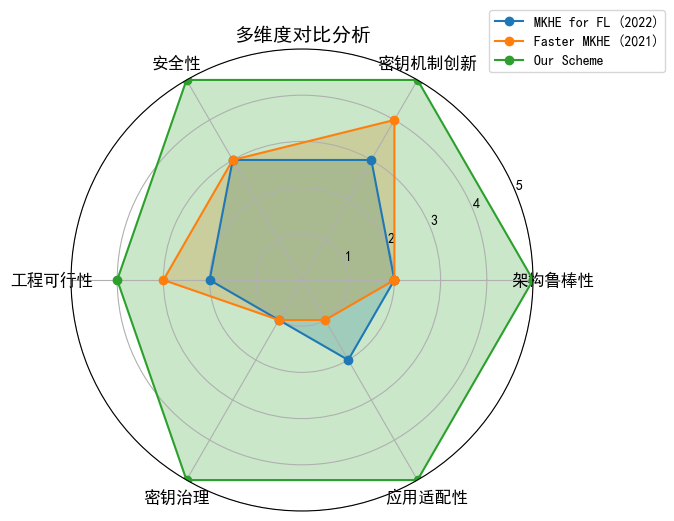 多维度对比分析
MKHE for FL (2022)
Faster MKHE (2021)
Our Scheme
安全性
密钥机制创新
5
4
3
2
1
工程可行性
架构鲁棒性
密钥治理
应用适配性